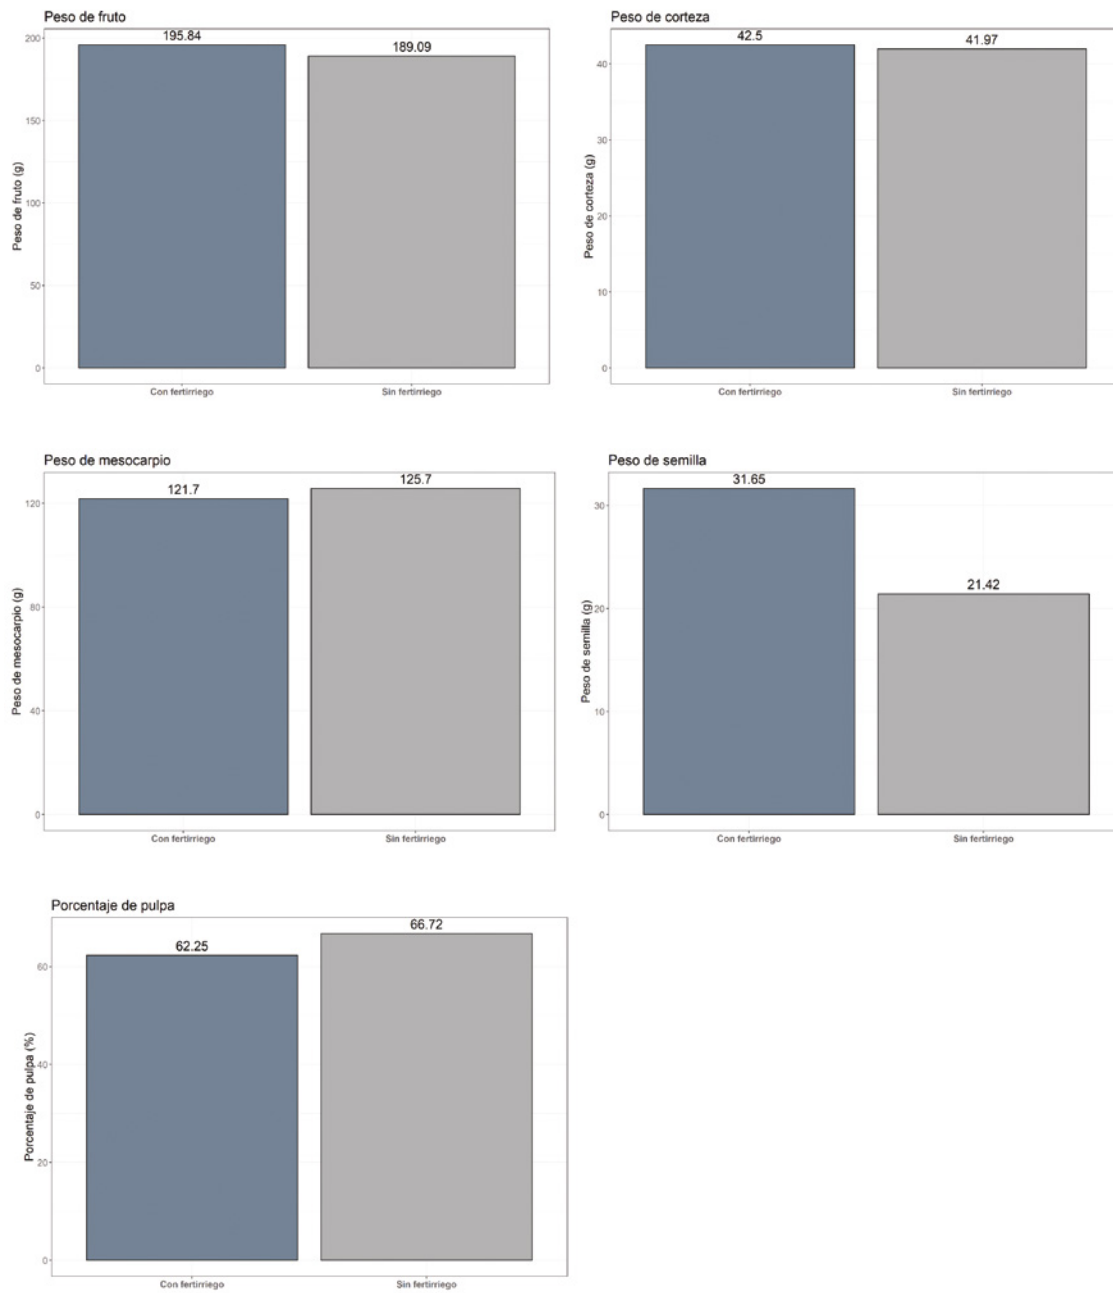 Peso de fruto
195.84
189.09
200
150
100
50
0
Peso de fruto (g)
Con fertirriego
Sin fertirriego
Peso de corteza
42.5
41.97
40
30
20
10
0
Peso de corteza (g)
Con fertirriego
Sin fertirriego
Peso de mesocarpio
121.7
125.7
120
80
40
0
Peso de mesocarpio (g)
Con fertirriego
Sin fertirriego
Peso de semilla
31.65
21.42
30
20
10
0
Peso de semilla (g)
Con fertirriego
Sin fertirriego
Porcentaje de pulpa
62.25
66.72
60
40
20
0
Porcentaje de pulpa (%)
Con fertirriego
Sin fertirriego